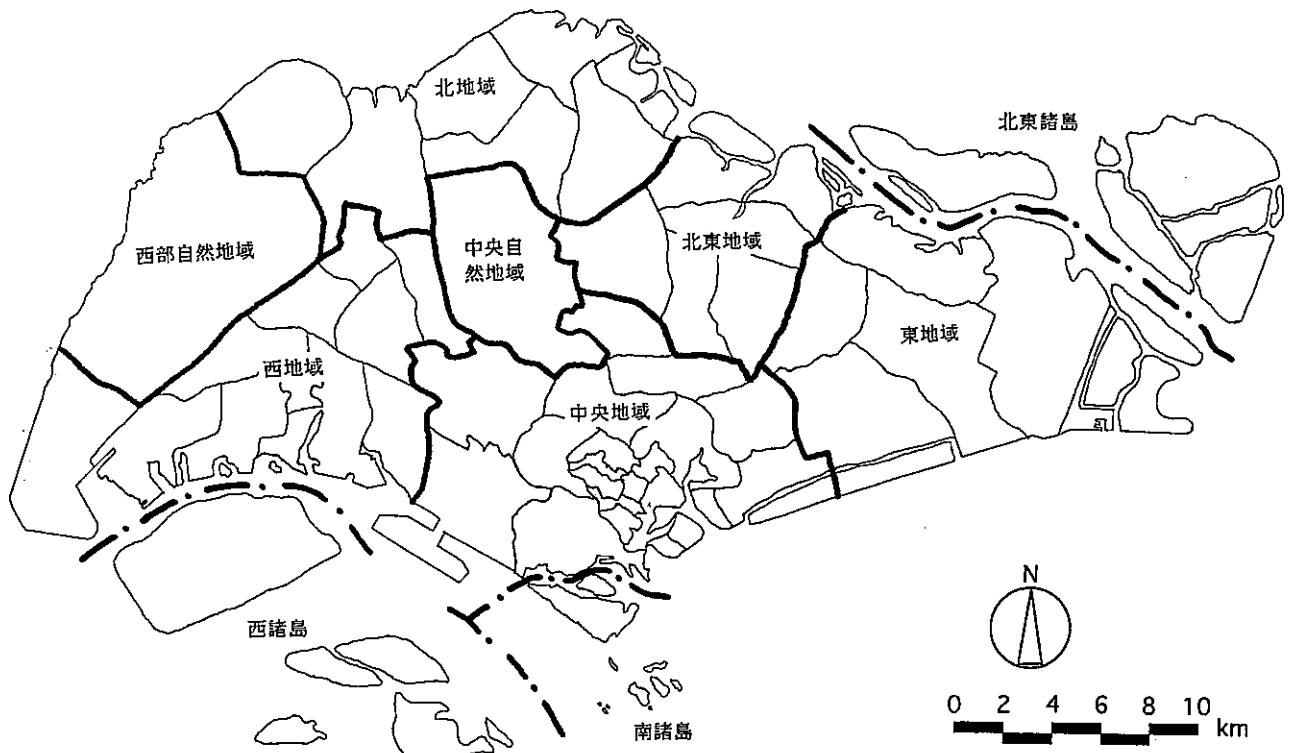 北地域
北東諸島
西部自然地域
中央自
然地域
北東地域
東地域
西地域
中央地域
西諸島
南諸島
N
0 2 4 6 8 10
km